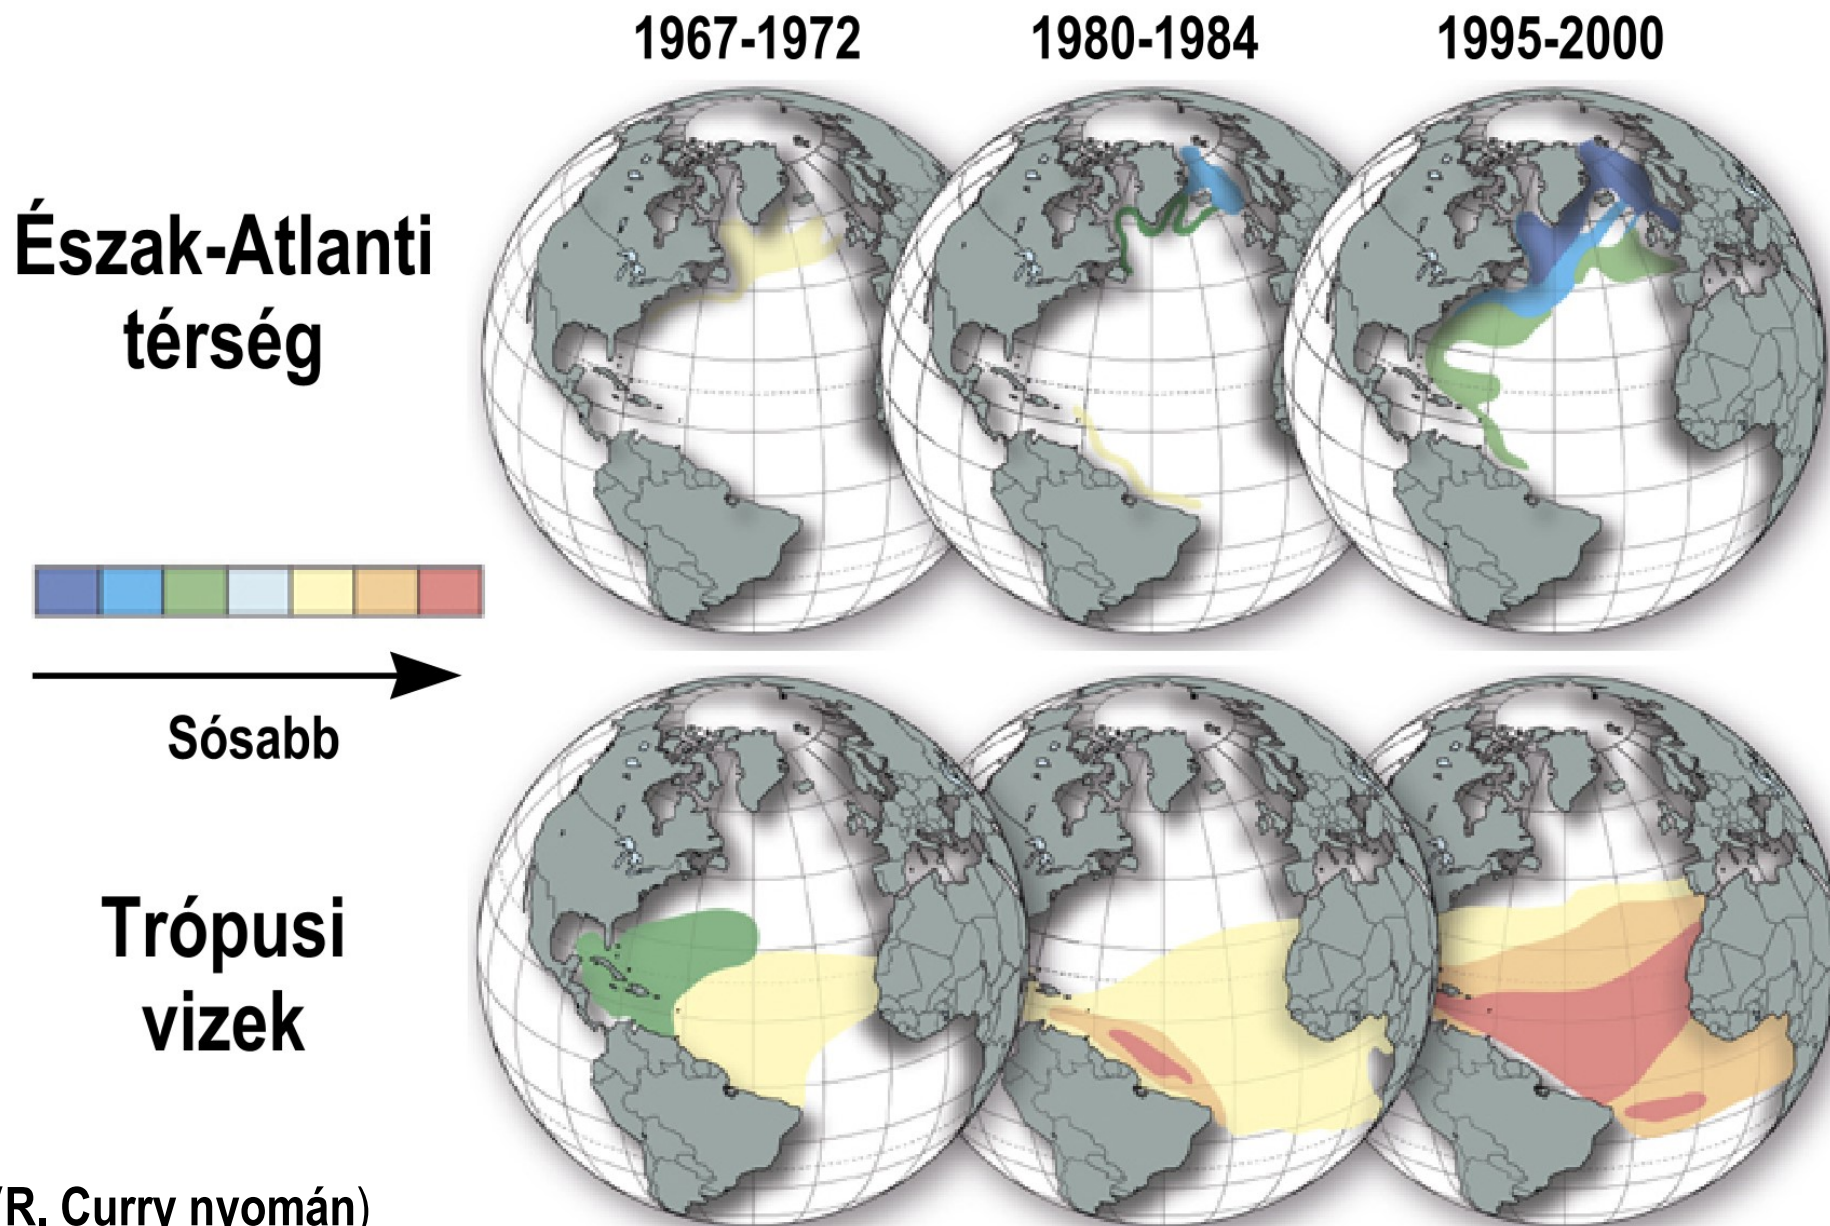 1967-1972
1980-1984
1995-2000
Észak-Atlanti
térség
Sósabb
Trópusi
vizek
(R. Curry nyomán)